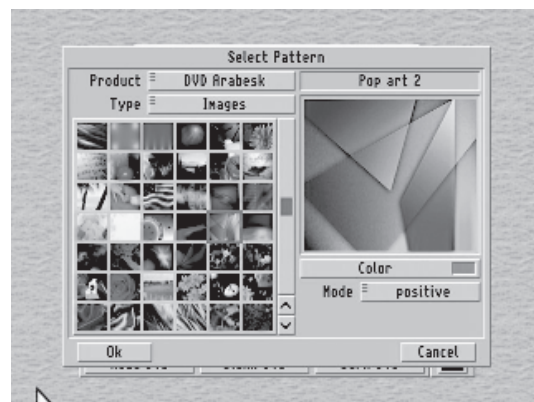 Select Pattern
Product DVD Arabesk
Pop art 2
Type Images
Color
Mode positive
Ok Cancel